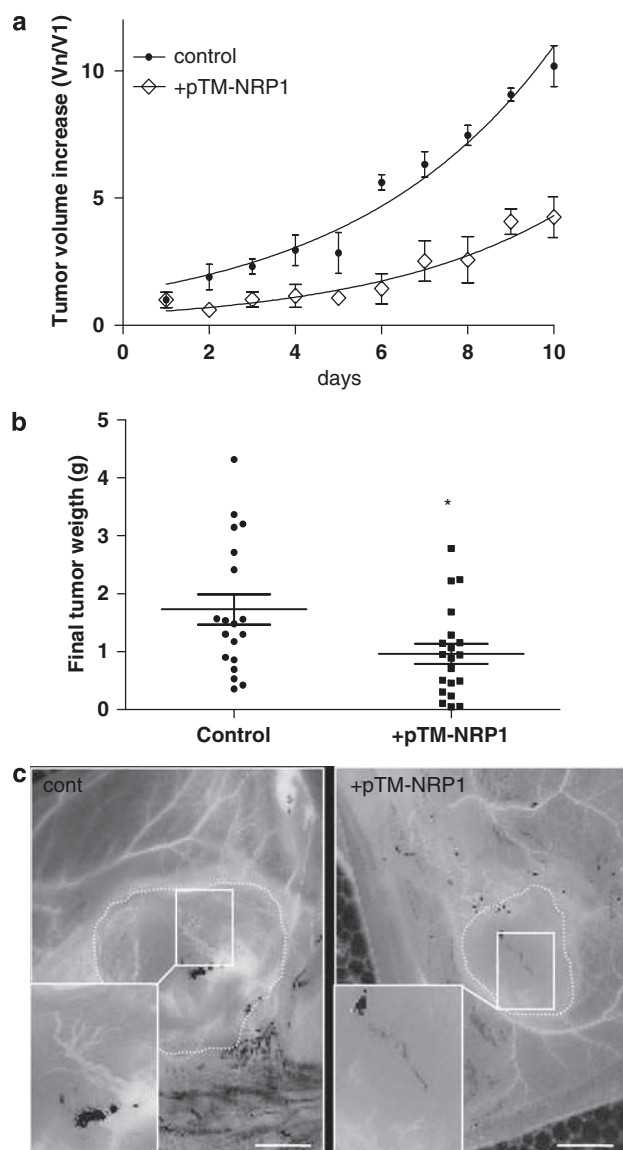 a
Tumor volume increase (Vn/V1)
control
+pTM-NRP1
10
5
0
0 2 4 6 8 10
days
b
Final tumor weigth (g)
5
4
3
2
1
0
*
Control +pTM-NRP1
c
cont
+pTM-NRP1